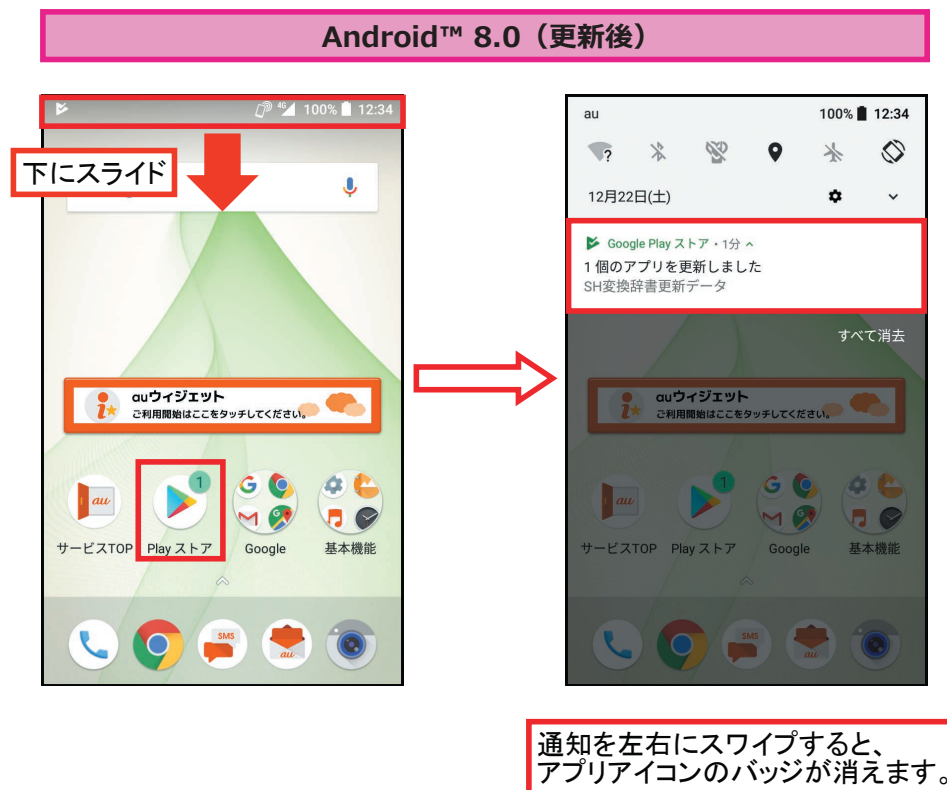 Android™ 8.0（更新後）
4G 100% 12:34
下にスライド
auウィジェット
ご利用開始はここをタッチしてください。
au
1
G
サービスTOP
Play ストア
Google
基本機能
SMS
au
au 100% 12:34
?
12月22日(土)
Google Play ストア・1分
1 個のアプリを更新しました
SH変換辞書更新データ
すべて消去
auウィジェット
ご利用開始はここをタッチしてください。
au
1
G
サービスTOP
Play ストア
Google
基本機能
SMS
au
通知を左右にスワイプすると、
アプリアイコンのバッジが消えます。